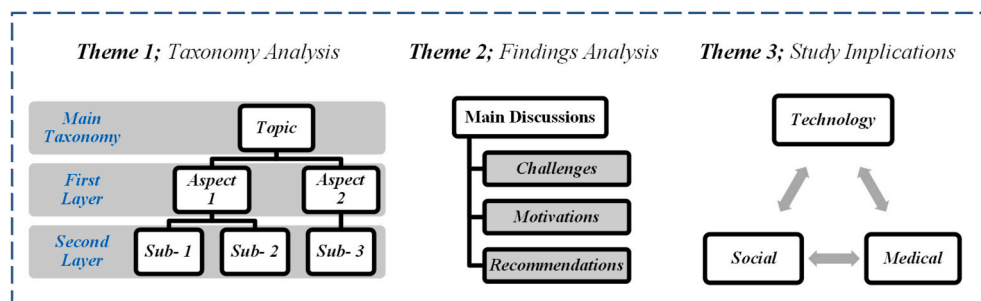 Theme 1; Taxonomy Analysis
Main
Taxonomy
Topic
First
Layer
Aspect
1
Aspect
2
Second
Layer
Sub- 1
Sub- 2
Sub- 3
Theme 2; Findings Analysis
Main Discussions
Challenges
Motivations
Recommendations
Theme 3; Study Implications
Technology
Social
Medical